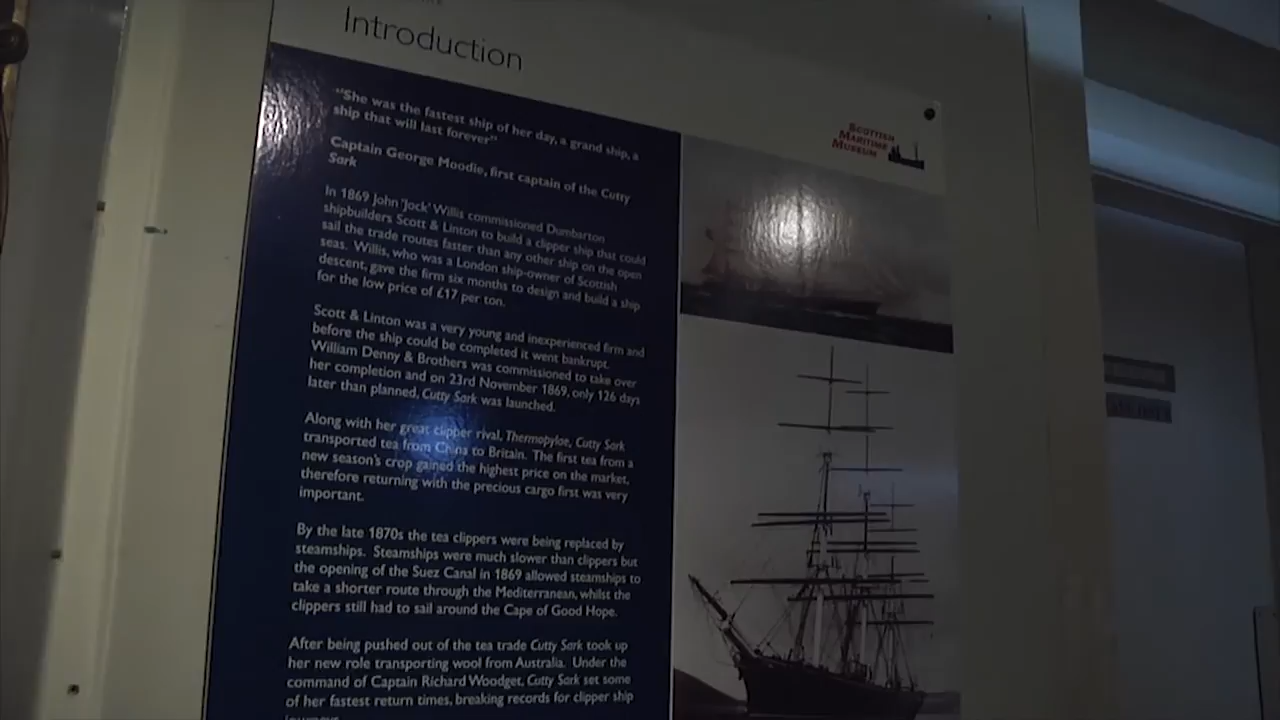 Introduction
"She was the fastest ship of her day, a grand ship, a
ship that will last forever"
Captain George Moodie, first captain of the Cutty
Sark
In 1869 John 'Jock' Willis commissioned Dumbarton
shipbuilders Scott & Linton to build a clipper ship that could
sail the trade routes faster than any other ship on the open
seas. Willis, who was a London ship-owner of Scottish
descent, gave the firm six months to design and build a ship
for the low price of £17 per ton.
Scott & Linton was a very young and inexperienced firm and
before the ship could be completed it went bankrupt.
William Denny & Brothers was commissioned to take over
her completion and on 23rd November 1869, only 126 days
later than planned, Cutty Sark was launched.
Along with her great clipper rival, Thermopylae, Cutty Sark
transported tea from China to Britain. The first tea from a
new season's crop gained the highest price on the market,
therefore returning with the precious cargo first was very
important.
By the late 1870s the tea clippers were being replaced by
steamships. Steamships were much slower than clippers but
the opening of the Suez Canal in 1869 allowed steamships to
take a shorter route through the Mediterranean, whilst the
clippers still had to sail around the Cape of Good Hope.
After being pushed out of the tea trade Cutty Sark took up
her new role transporting wool from Australia. Under the
command of Captain Richard Woodget, Cutty Sark set some
of her fastest return times, breaking records for clipper ship
SCOTTISH
MARITIME
MUSEUM